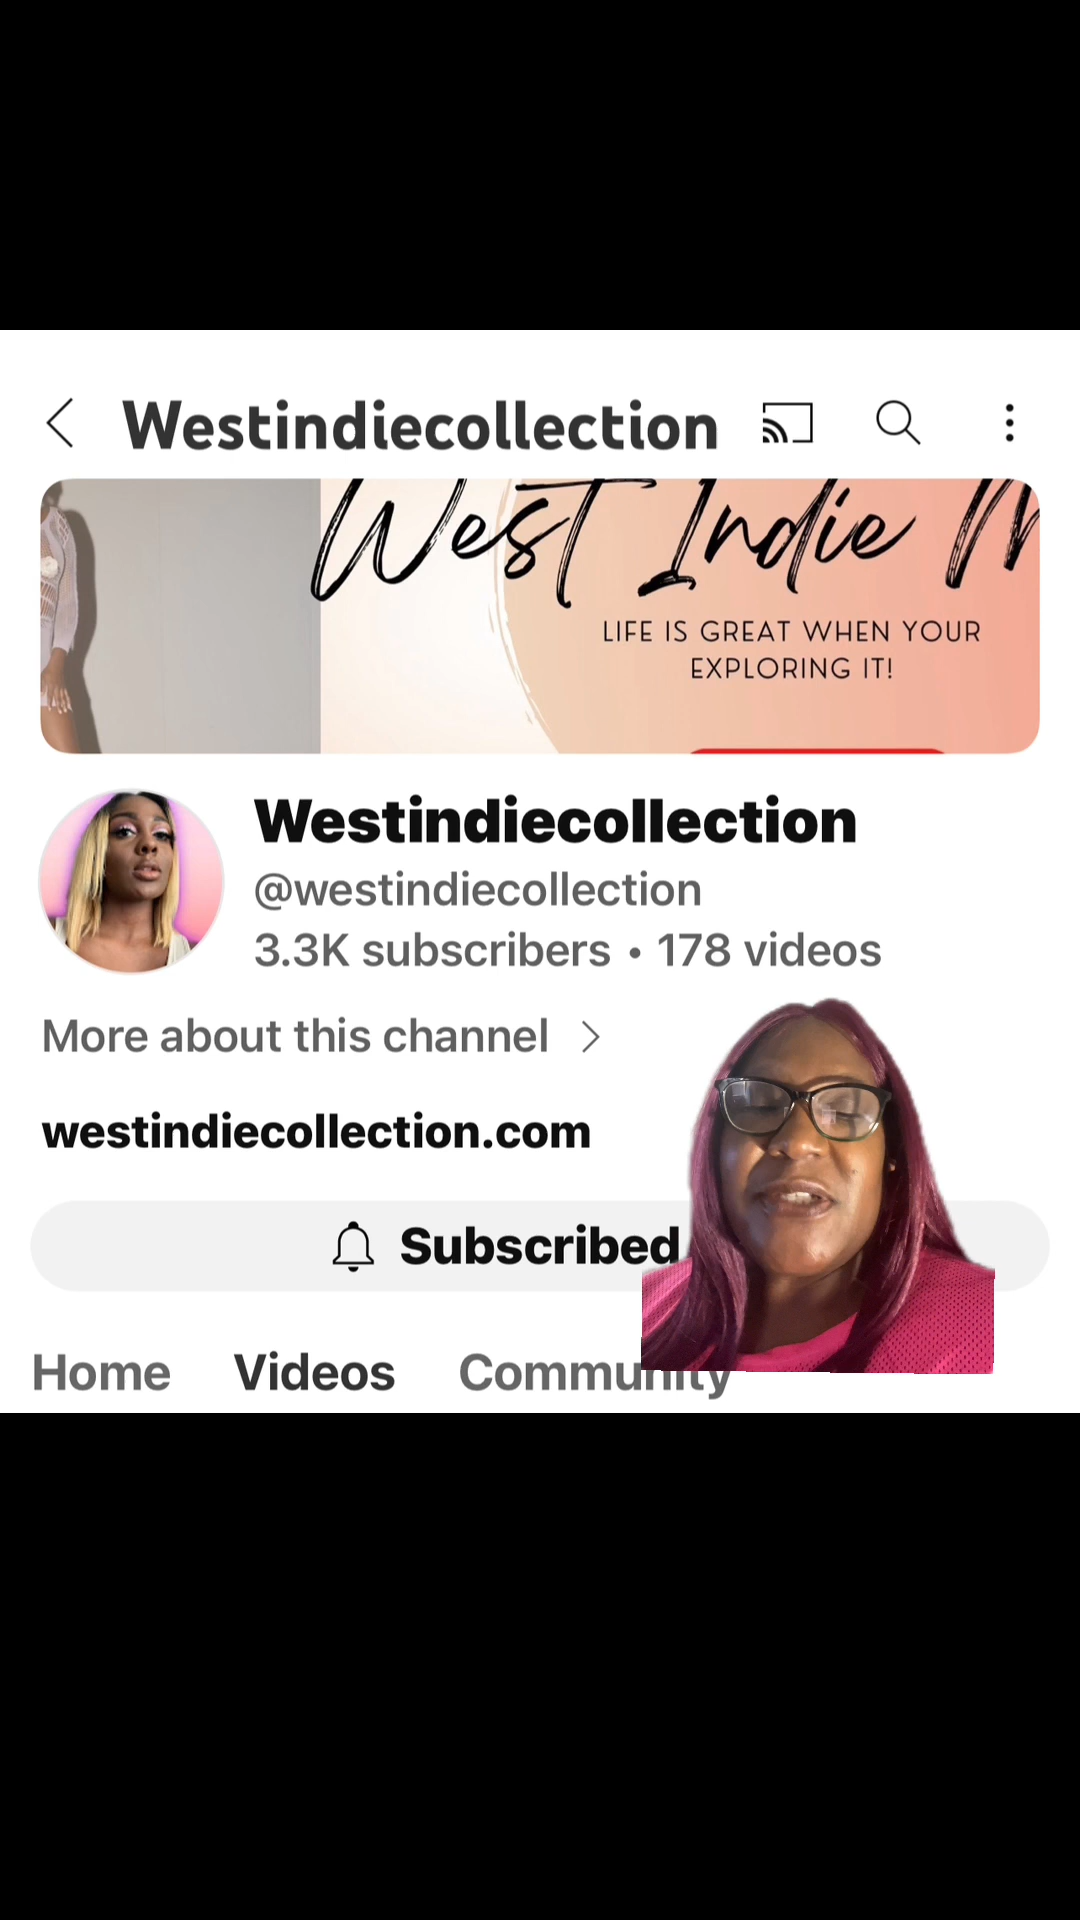 Westindiecollection
West Indie
LIFE IS GREAT WHEN YOUR
EXPLORING IT!
Westindiecollection
@westindiecollection
3.3K subscribers • 178 videos
More about this channel >
westindiecollection.com
Subscribed
Home Videos Community